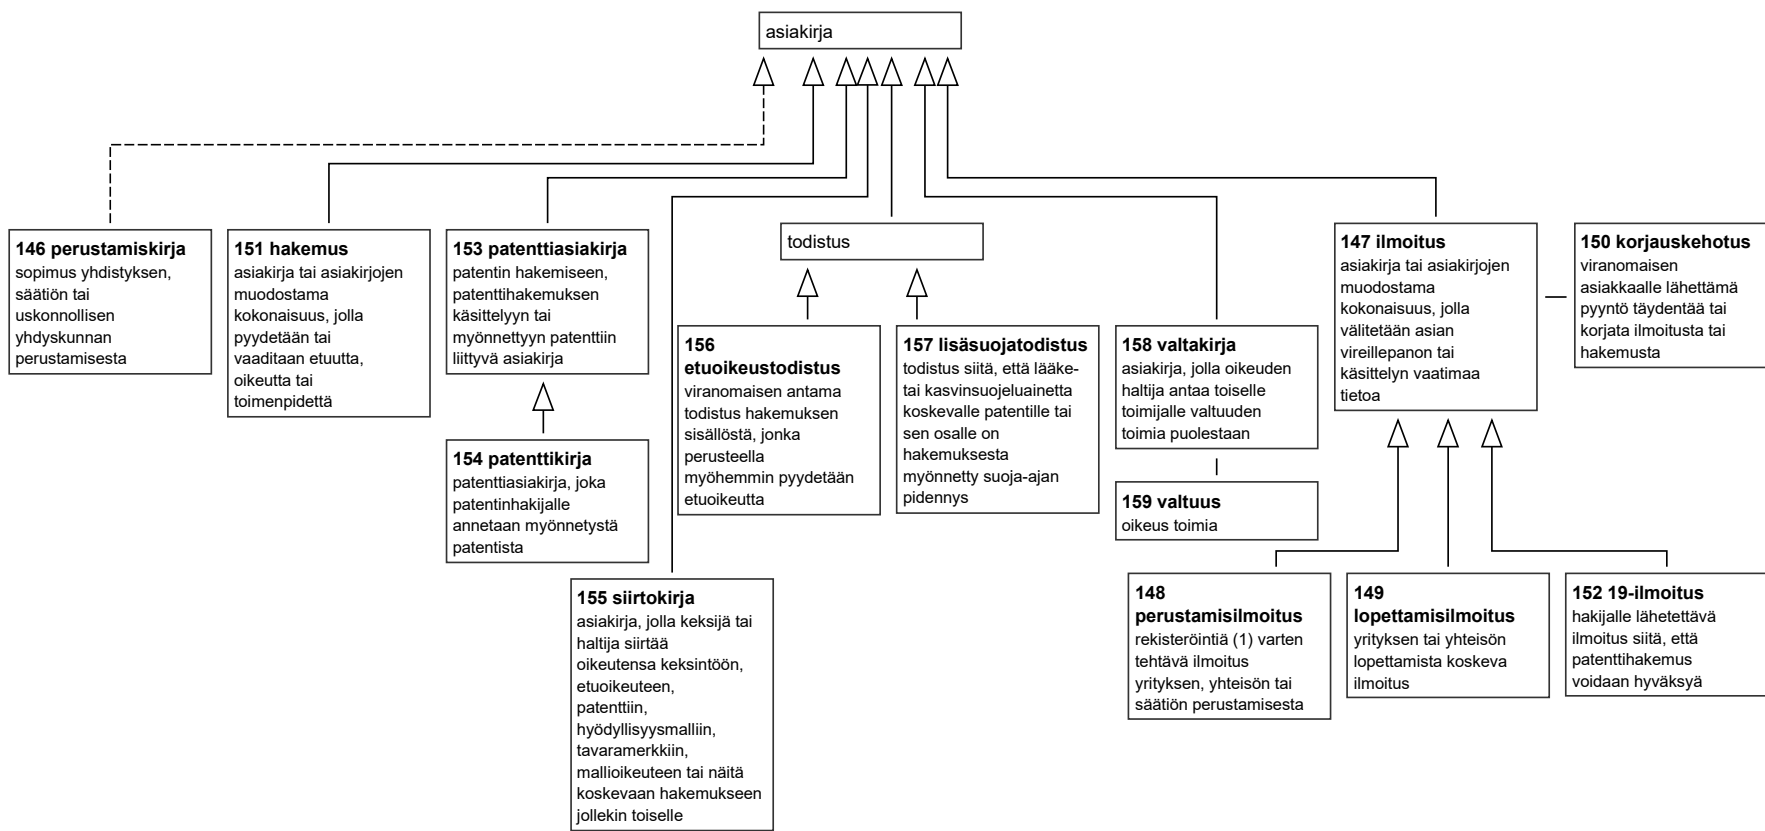 asiakirja
146 perustamiskirja
sopimus yhdistyksen,
säätiön tai
uskonnollisen
yhdyskunnan
perustamisesta
151 hakemus
asiakirja tai asiakirjojen
muodostama
kokonaisuus, jolla
pyydetään tai
vaaditaan etuutta,
oikeutta tai
toimenpidettä
153 patenttiasiakirja
patentin hakemiseen,
patenttihakemuksen
käsittelyyn tai
myönnettyyn patenttiin
liittyvä asiakirja
todistus
147 ilmoitus
asiakirja tai asiakirjojen
muodostama
kokonaisuus, jolla
välitetään asian
vireillepanon tai
käsittelyn vaatimaa
tietoa
150 korjauskehotus
viranomaisen
asiakkaalle lähettämä
pyyntö täydentää tai
korjata ilmoitusta tai
hakemusta
156
etuoikeustodistus
viranomaisen antama
todistus hakemuksen
sisällöstä, jonka
perusteella
myöhemmin pyydetään
etuoikeutta
157 lisäsuojatodistus
todistus siitä, että lääke-
tai kasvinsuojeluainetta
koskevalle patentille tai
sen osalle on
hakemuksesta
myönnetty suoja-ajan
pidennys
158 valtakirja
asiakirja, jolla oikeuden
haltija antaa toiselle
toimijalle valtuuden
toimia puolestaan
154 patenttikirja
patenttiasiakirja, joka
patentinhakijalle
annetaan myönnetystä
patentista
159 valtuus
oikeus toimia
155 siirtokirja
asiakirja, jolla keksijä tai
haltija siirtää
oikeutensa keksintöön,
etuoikeuteen,
patenttiin,
hyödyllisyysmalliin,
tavaramerkkiin,
mallioikeuteen tai näitä
koskevaan hakemukseen
jollekin toiselle
148
perustamisilmoitus
rekisteröintiä (1) varten
tehtävä ilmoitus
yrityksen, yhteisön tai
säätiön perustamisesta
149
lopettamisilmoitus
yrityksen tai yhteisön
lopettamista koskeva
ilmoitus
152 19-ilmoitus
hakijalle lähetettävä
ilmoitus siitä, että
patenttihakemus
voidaan hyväksyä